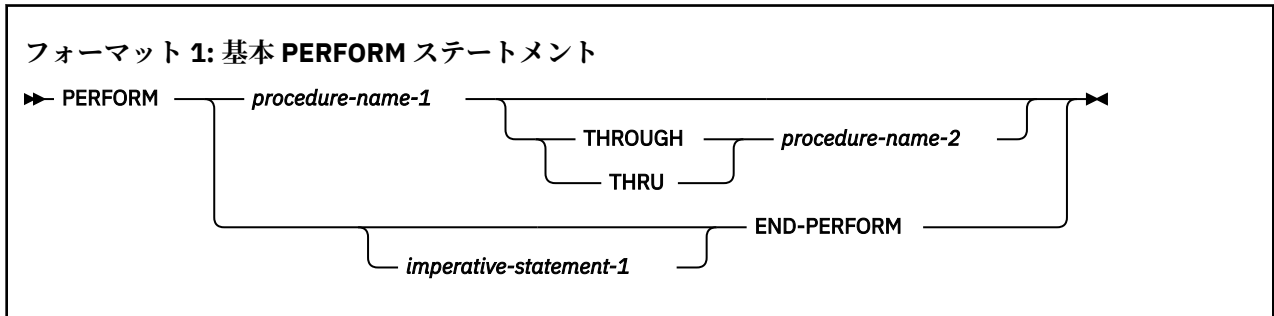 フォーマット 1: 基本 PERFORM ステートメント
PERFORM procedure-name-1
THROUGH procedure-name-2
THRU
END-PERFORM
imperative-statement-1